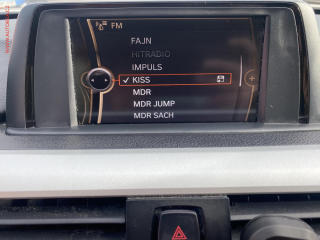 FM
FAJN
HITRADIO
IMPULS
KISS
MDR
MDR JUMP
MDR SACH